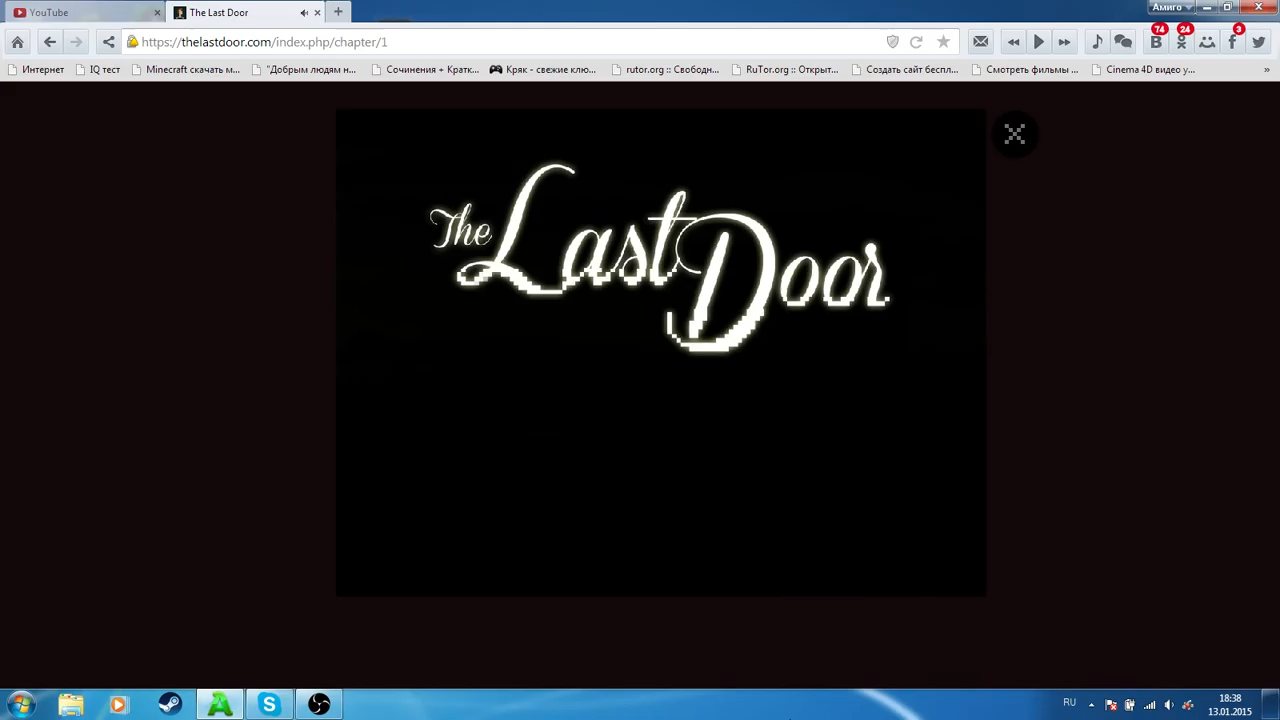 YouTube
The Last Door
Амиго
https://thelastdoor.com/index.php/chapter/1
74
24
3
Интернет
IQ тест
Minecraft скачать м...
"Добрым людям н...
Сочинения + Кратк...
Кряк - свежие клю...
rutor.org :: Свободн...
RuTor.org :: Открыт...
Создать сайт беспл...
Смотреть фильмы ...
Cinema 4D видео у...
»
The Last Door
RU
18:38
13.01.2015